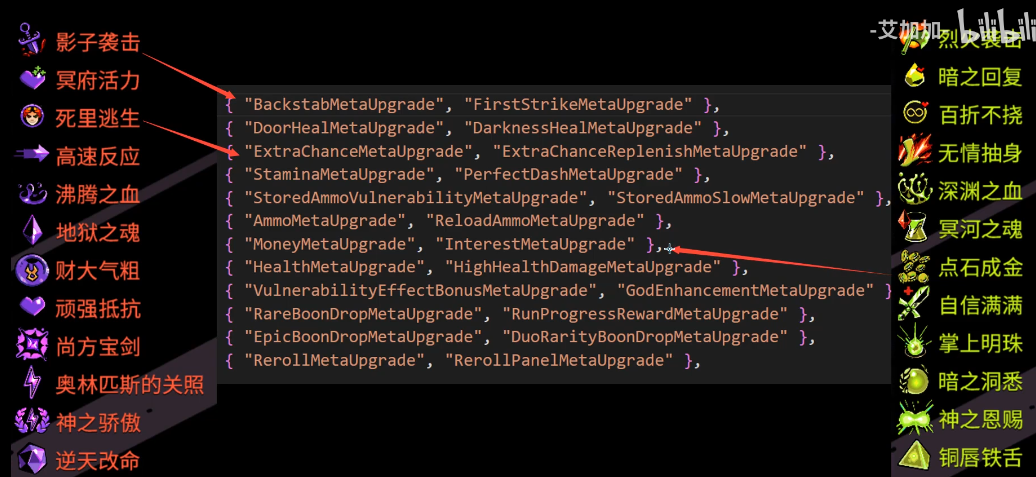 -艾加加- bilibili
影子袭击
冥府活力
死里逃生
高速反应
沸腾之血
地狱之魂
财大气粗
顽强抵抗
尚方宝剑
奥林匹斯的关照
神之骄傲
逆天改命
{ "BackstabMetaUpgrade", "FirstStrikeMetaUpgrade" },
{ "DoorHealMetaUpgrade", "DarknessHealMetaUpgrade" },
{ "ExtraChanceMetaUpgrade", "ExtraChanceReplenishMetaUpgrade" },
{ "StaminaMetaUpgrade", "PerfectDashMetaUpgrade" },
{ "StoredAmmoVulnerabilityMetaUpgrade", "StoredAmmoSlowMetaUpgrade" },
{ "AmmoMetaUpgrade", "ReloadAmmoMetaUpgrade" },
{ "MoneyMetaUpgrade", "InterestMetaUpgrade" },
{ "HealthMetaUpgrade", "HighHealthDamageMetaUpgrade" },
{ "VulnerabilityEffectBonusMetaUpgrade", "GodEnhancementMetaUpgrade" }
{ "RareBoonDropMetaUpgrade", "RunProgressRewardMetaUpgrade" },
{ "EpicBoonDropMetaUpgrade", "DuoRarityBoonDropMetaUpgrade" },
{ "RerollMetaUpgrade", "RerollPanelMetaUpgrade" },
烈火袭击
暗之回复
百折不挠
无情抽身
深渊之血
冥河之魂
点石成金
自信满满
掌上明珠
暗之洞悉
神之恩赐
铜唇铁舌